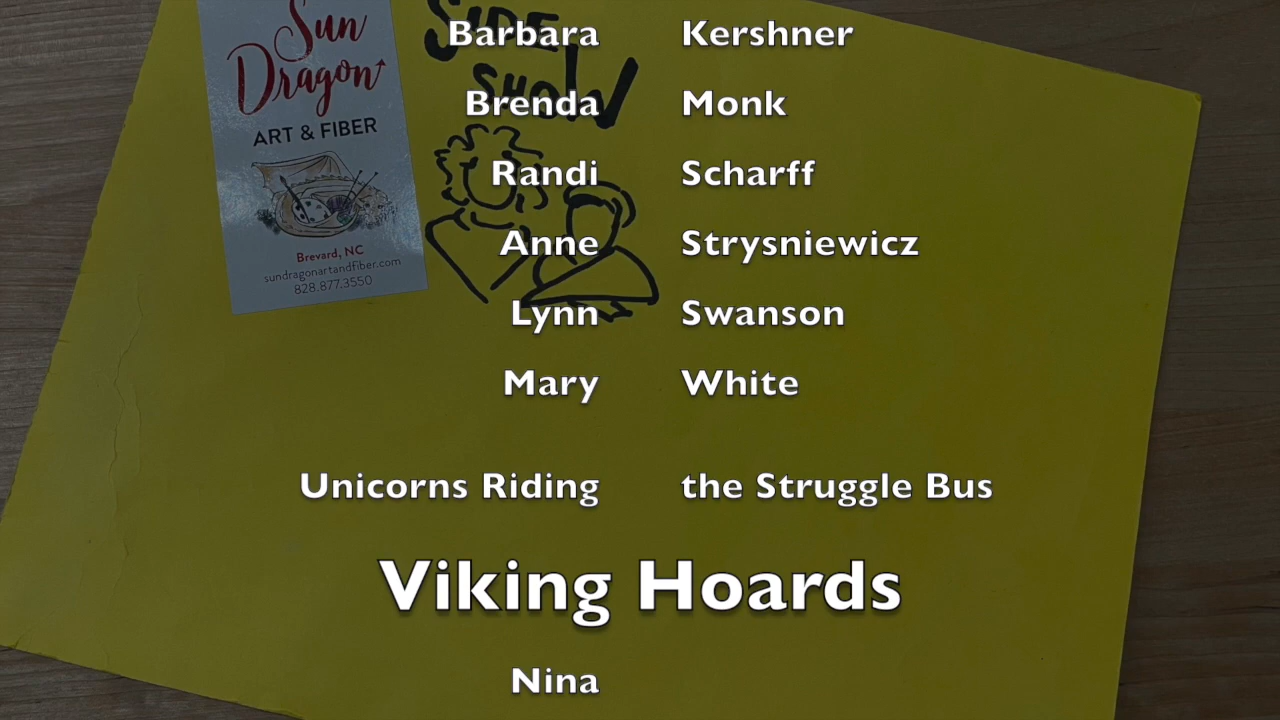 Sun
Dragon
ART & FIBER
Brevard, NC
sundragonartandfiber.com
828.877.3550
SIDE
SHOW
Barbara Kershner
Brenda Monk
Randi Scharff
Anne Strysniewicz
Lynn Swanson
Mary White
Unicorns Riding the Struggle Bus
Viking Hoards
Nina